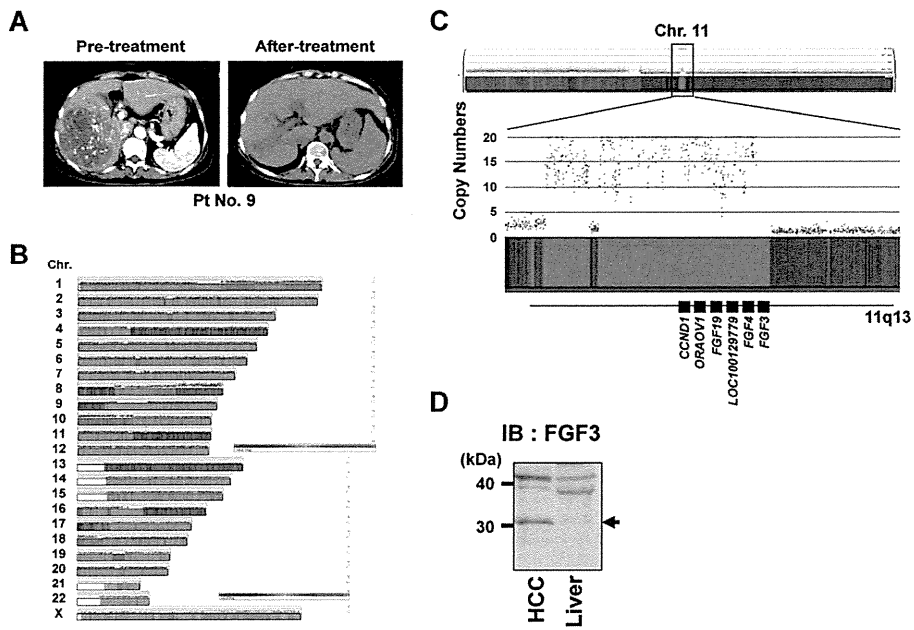 A
Pre-treatment
After-treatment
Pt No. 9
B
Chr.
1
2
3
4
5
6
7
8
9
10
11
12
13
14
15
16
17
18
19
20
21
22
X
C
Chr. 11
Copy Numbers
20
15
10
5
0
CCND1
ORAOV1
FGF19
LOC100129779
FGF4
FGF3
11q13
D
IB : FGF3
(kDa)
40
30
HCC
Liver